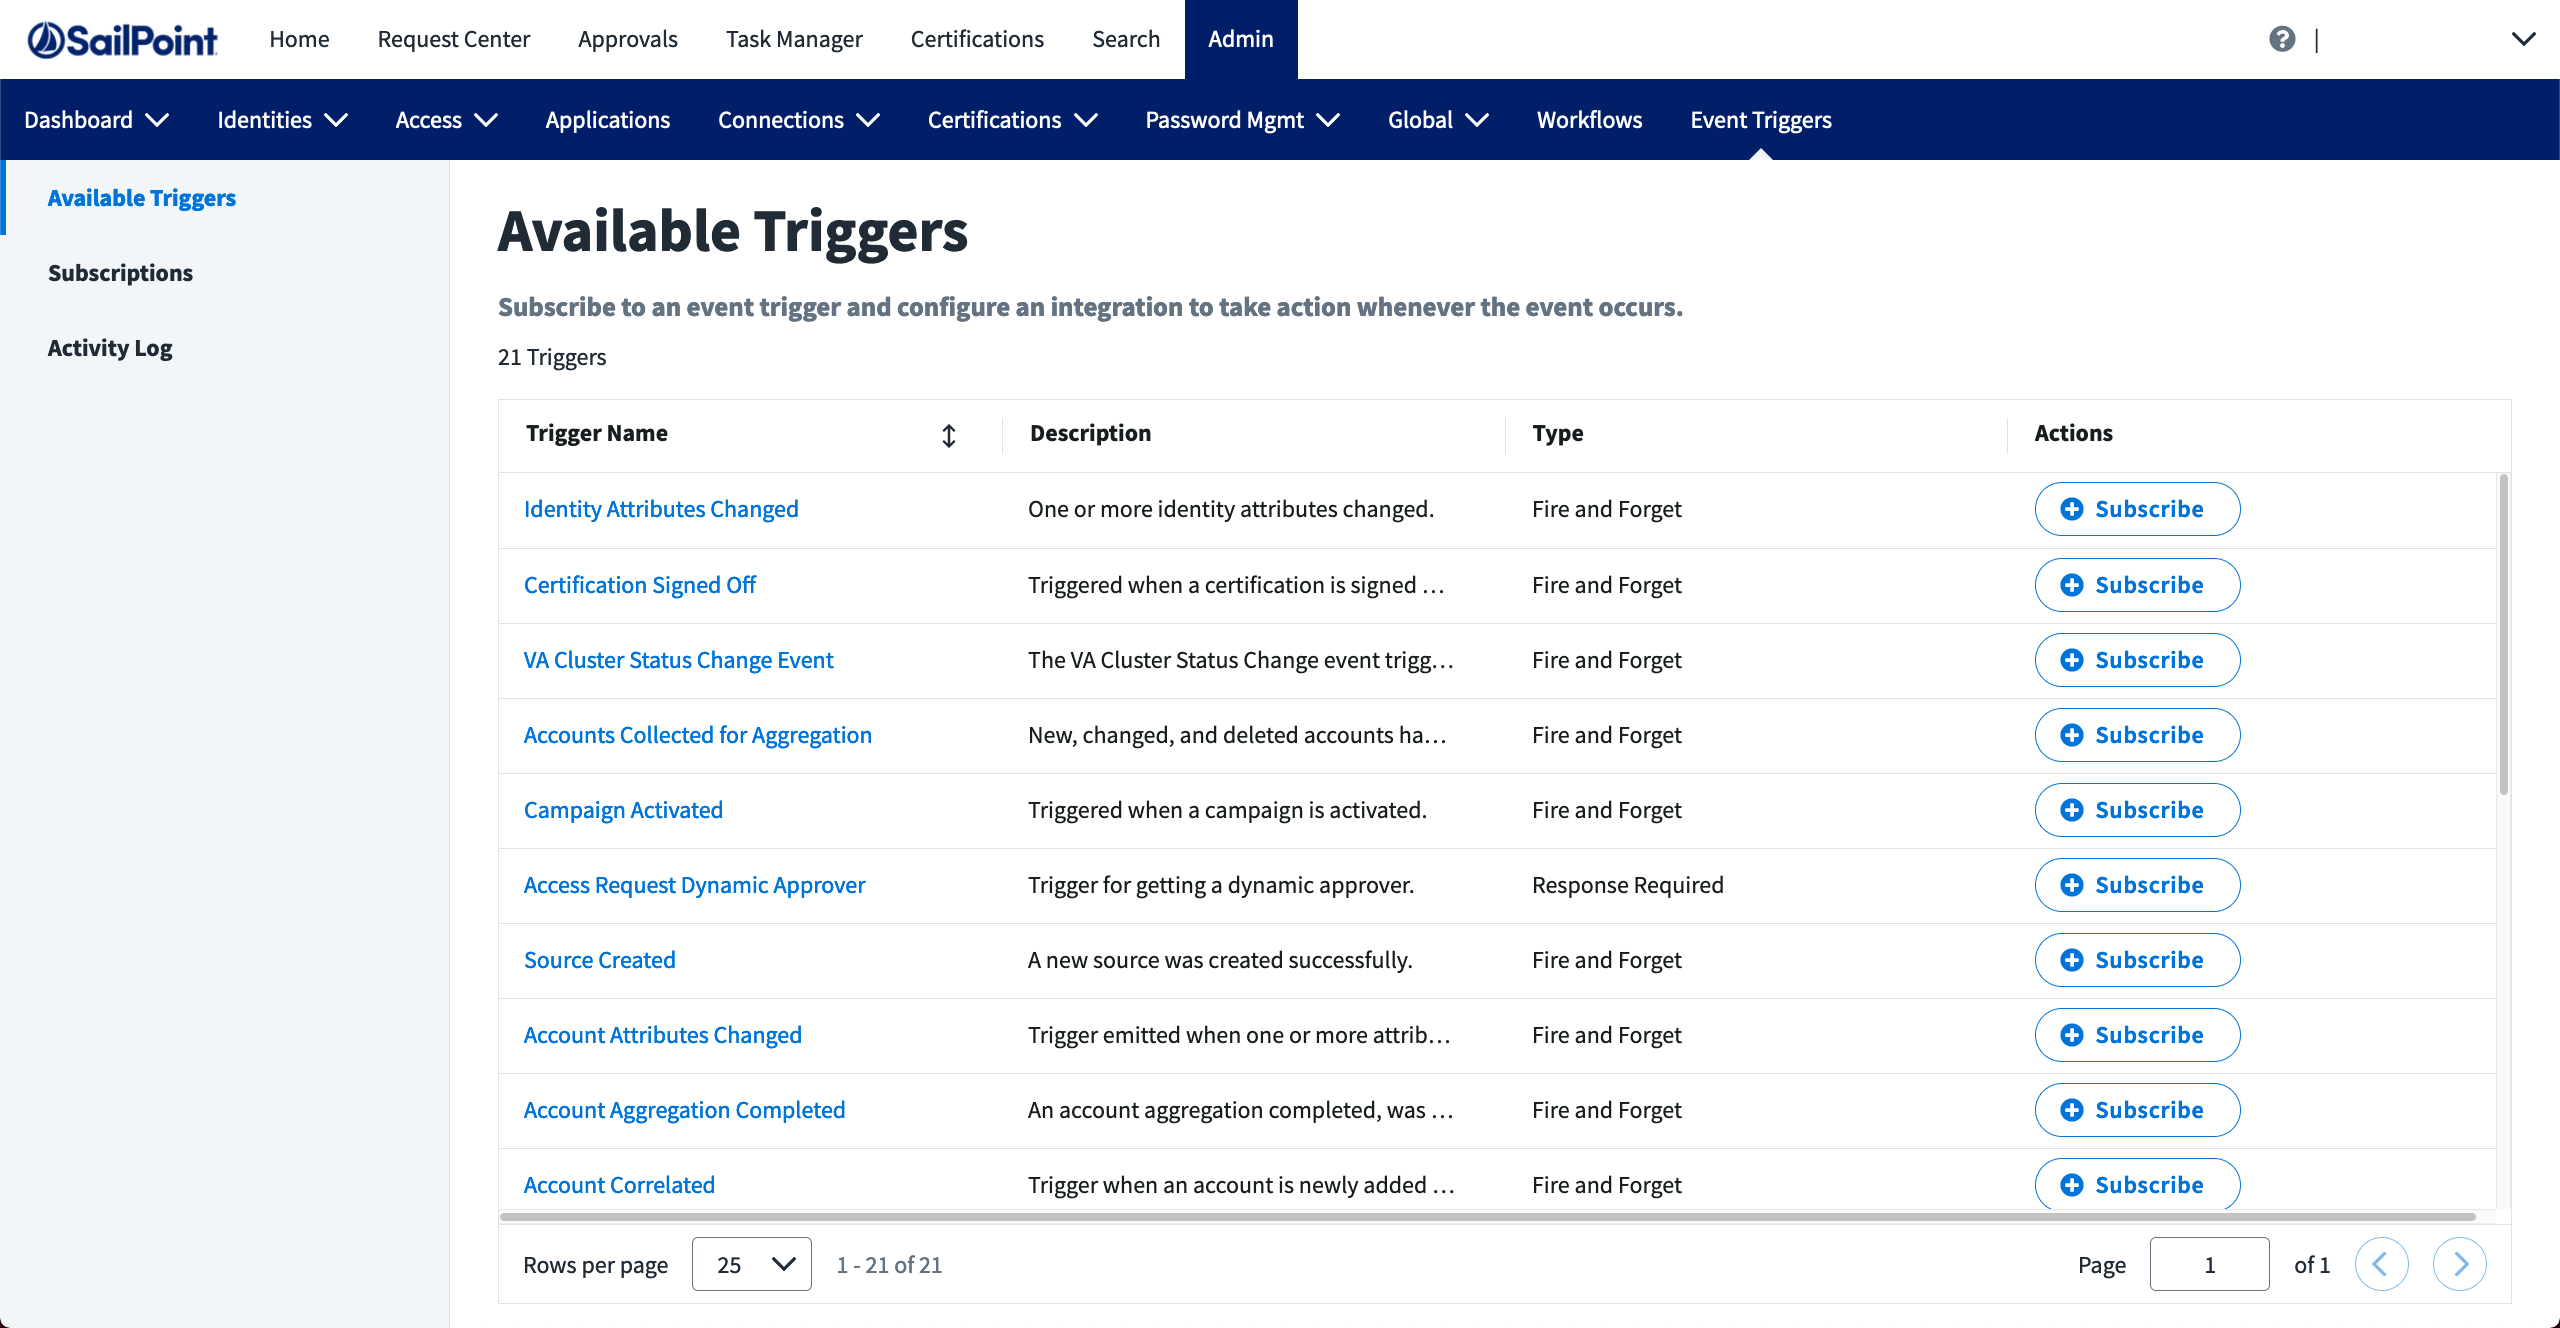 SailPoint Home Request Center Approvals Task Manager Certifications Search Admin ? |
Dashboard Identities Access Applications Connections Certifications Password Mgmt Global Workflows Event Triggers
Available Triggers
Subscriptions
Activity Log
Available Triggers
Subscribe to an event trigger and configure an integration to take action whenever the event occurs.
21 Triggers
Trigger Name Description Type Actions
Identity Attributes Changed One or more identity attributes changed. Fire and Forget Subscribe
Certification Signed Off Triggered when a certification is signed ... Fire and Forget Subscribe
VA Cluster Status Change Event The VA Cluster Status Change event trigg... Fire and Forget Subscribe
Accounts Collected for Aggregation New, changed, and deleted accounts ha... Fire and Forget Subscribe
Campaign Activated Triggered when a campaign is activated. Fire and Forget Subscribe
Access Request Dynamic Approver Trigger for getting a dynamic approver. Response Required Subscribe
Source Created A new source was created successfully. Fire and Forget Subscribe
Account Attributes Changed Trigger emitted when one or more attrib... Fire and Forget Subscribe
Account Aggregation Completed An account aggregation completed, was ... Fire and Forget Subscribe
Account Correlated Trigger when an account is newly added ... Fire and Forget Subscribe
Rows per page 25 1 - 21 of 21 Page 1 of 1